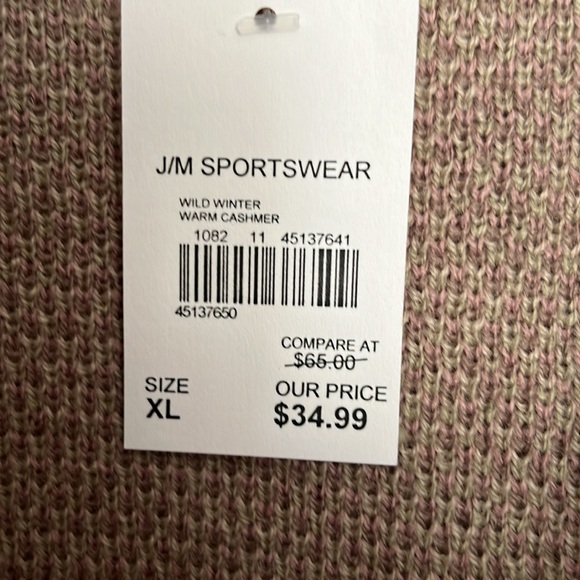 J/M SPORTSWEAR
WILD WINTER
WARM CASHMER
1082 11 45137641
45137650
COMPARE AT
$65.00
SIZE
OUR PRICE
XL
$34.99